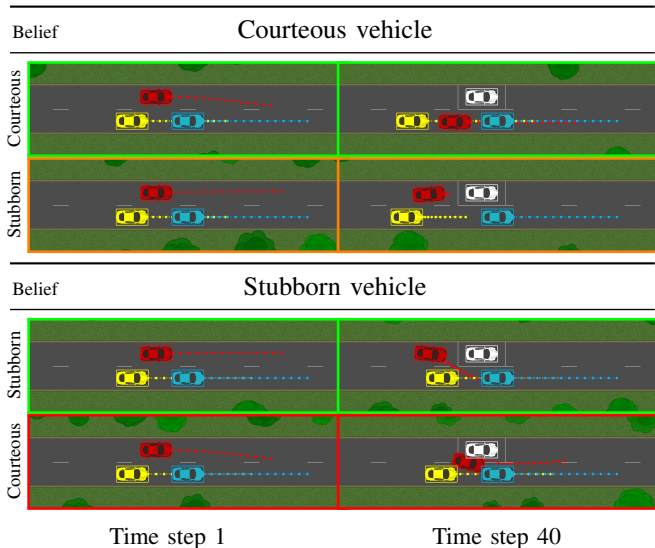 Belief Courteous vehicle
Courteous
Stubborn
Belief Stubborn vehicle
Stubborn
Courteous
Time step 1 Time step 40